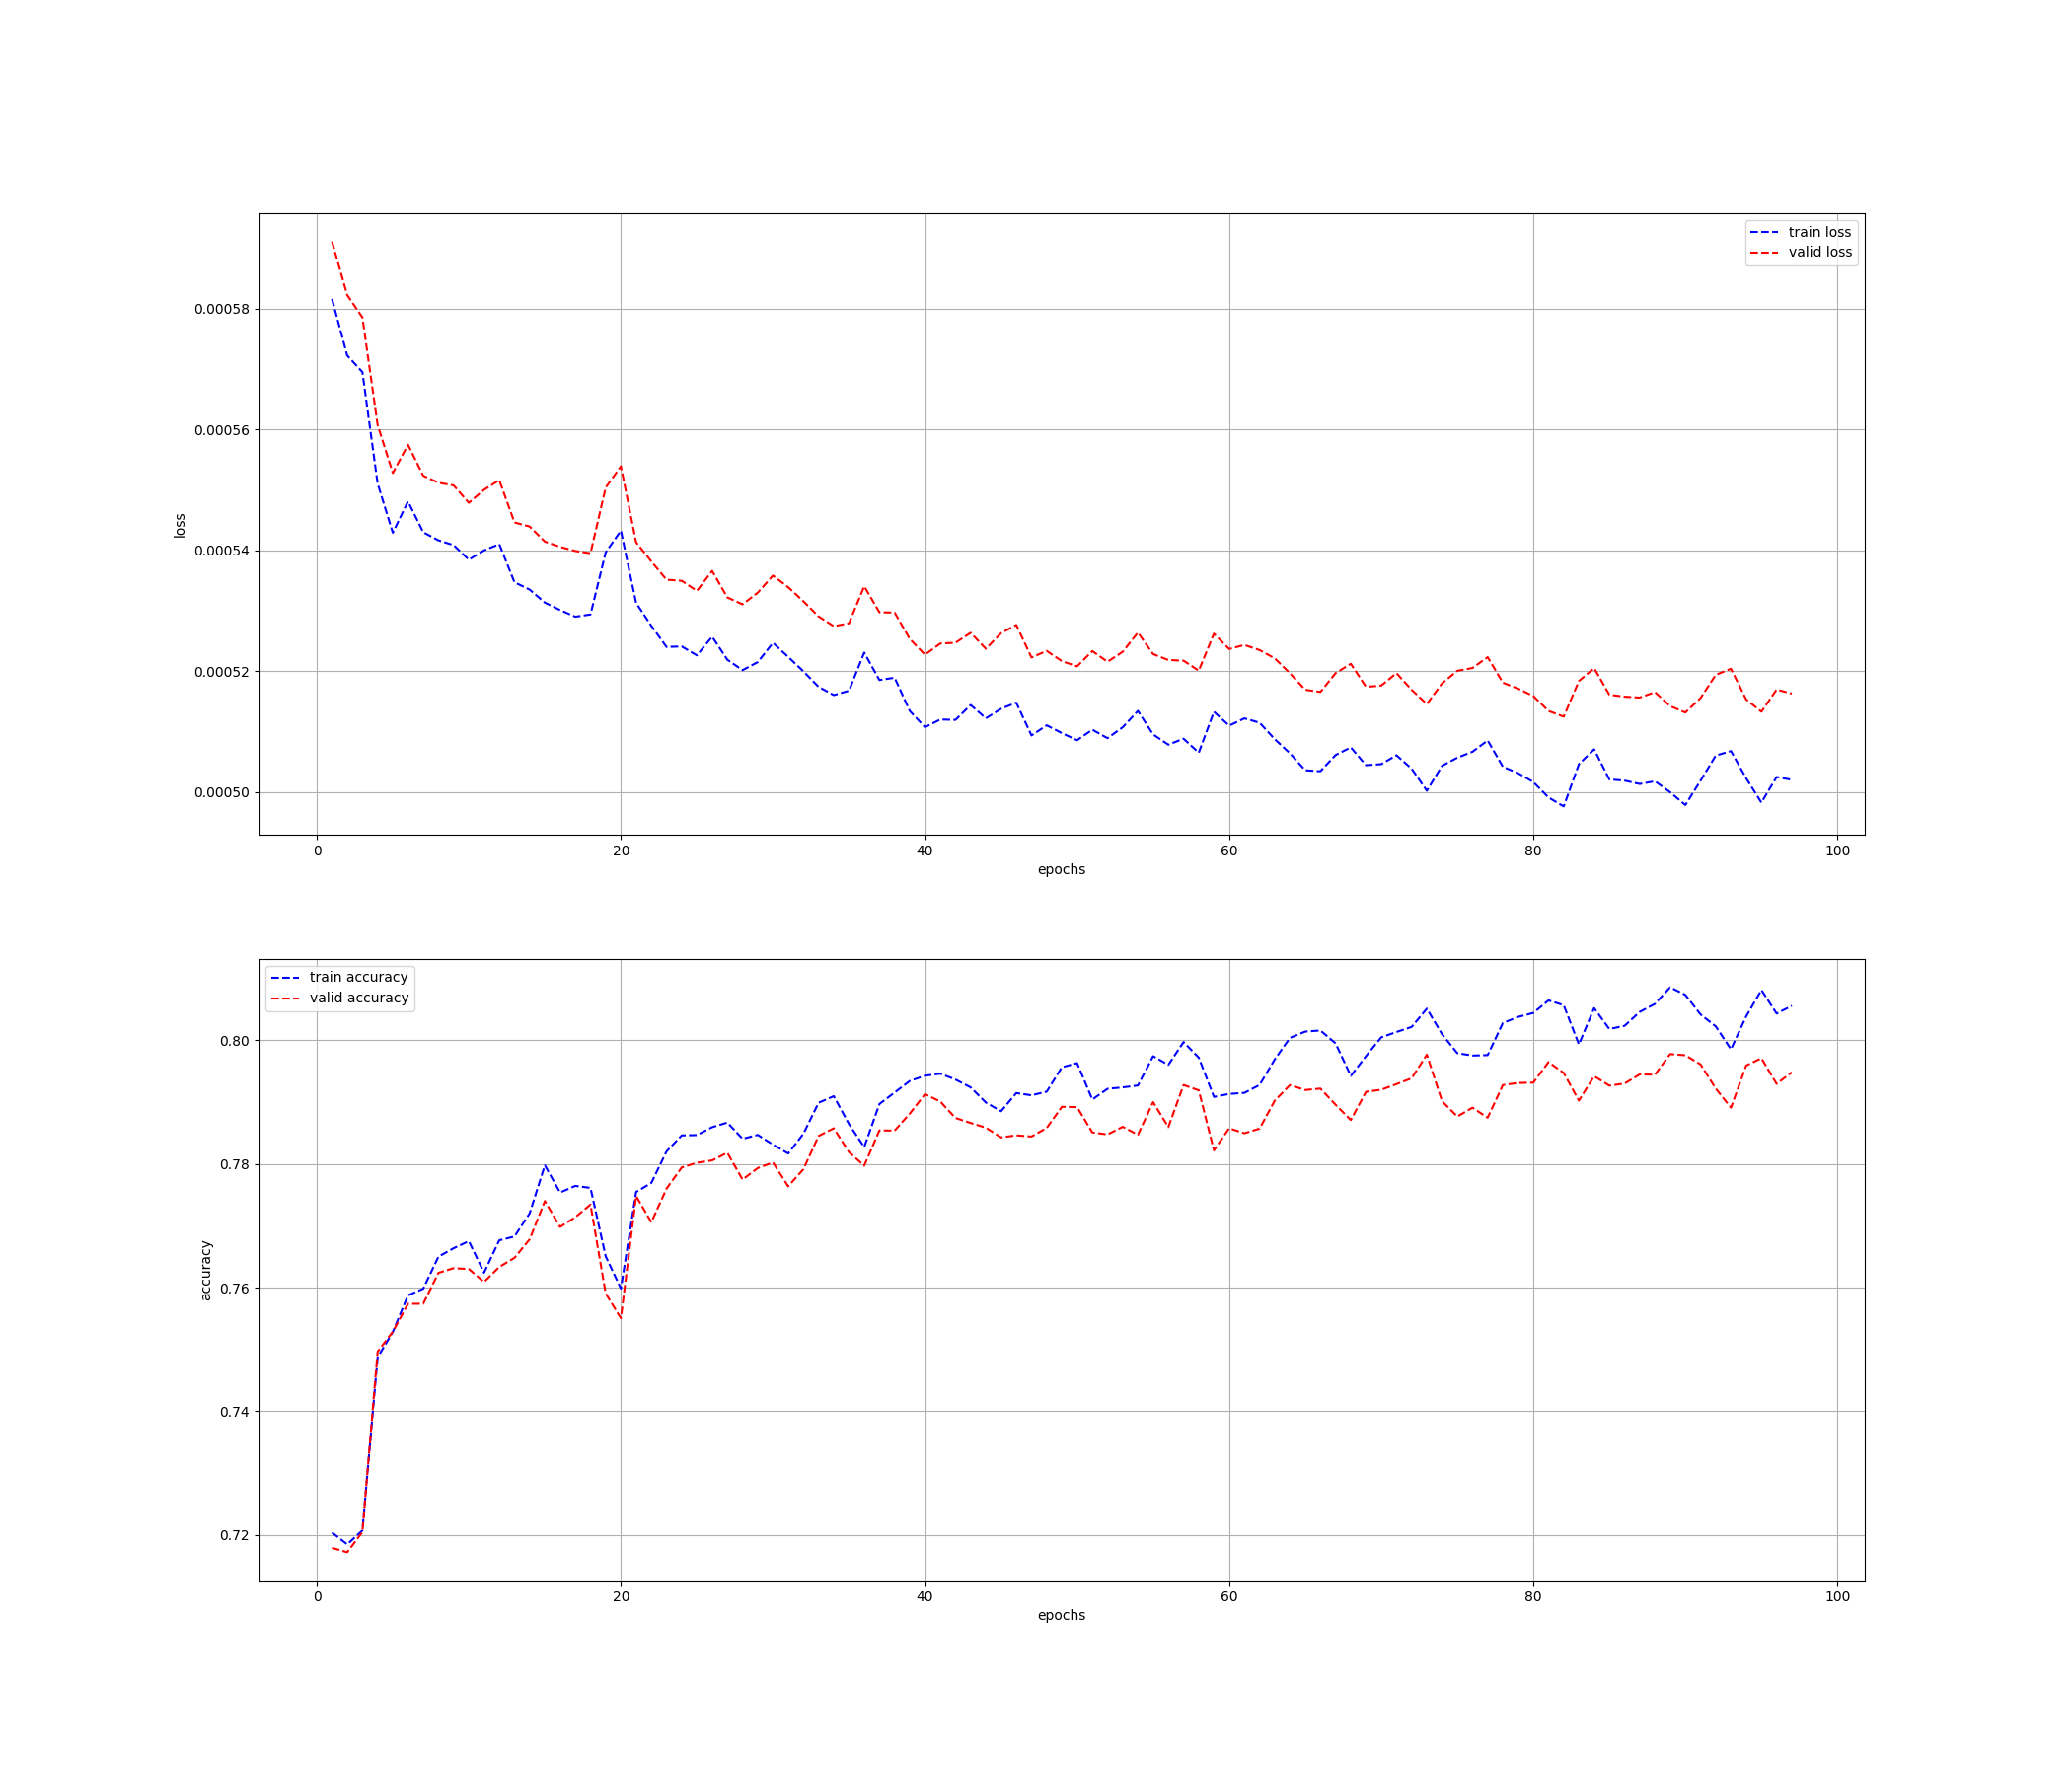 train loss
valid loss
0.00058
0.00056
0.00054
0.00052
0.00050
loss
0 20 40 60 80 100
epochs
train accuracy
valid accuracy
0.80
0.78
0.76
0.74
0.72
accuracy
0 20 40 60 80 100
epochs